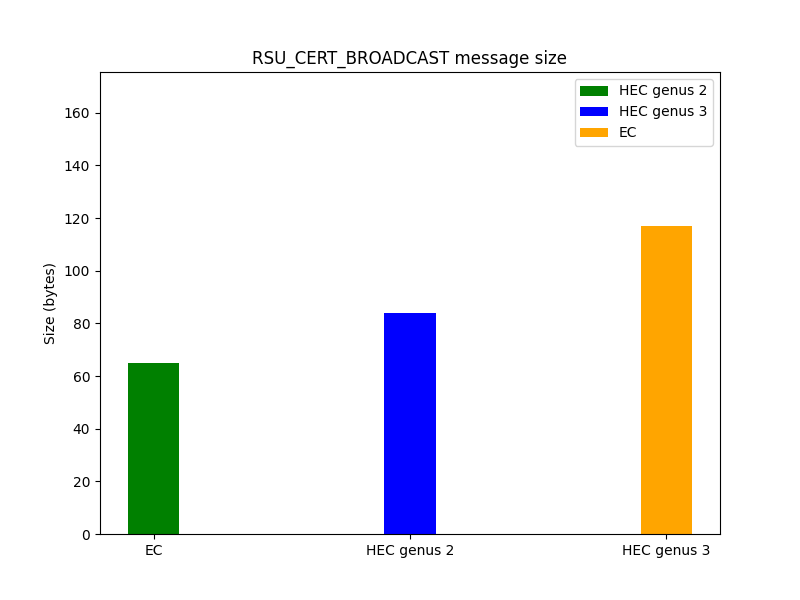 RSU_CERT_BROADCAST message size
HEC genus 2
HEC genus 3
EC
160
140
120
100
80
60
40
20
0
Size (bytes)
EC
HEC genus 2
HEC genus 3